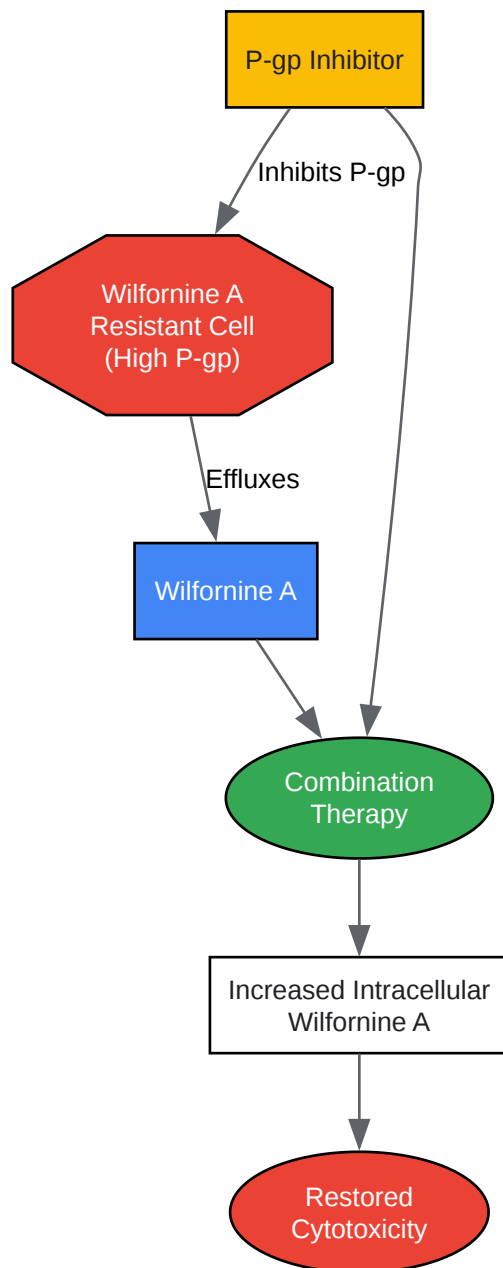 P-gp Inhibitor
Inhibits P-gp
Wilfornine A
Resistant Cell
(High P-gp)
Effluxes
Wilfornine A
Combination
Therapy
Increased Intracellular
Wilfornine A
Restored
Cytotoxicity